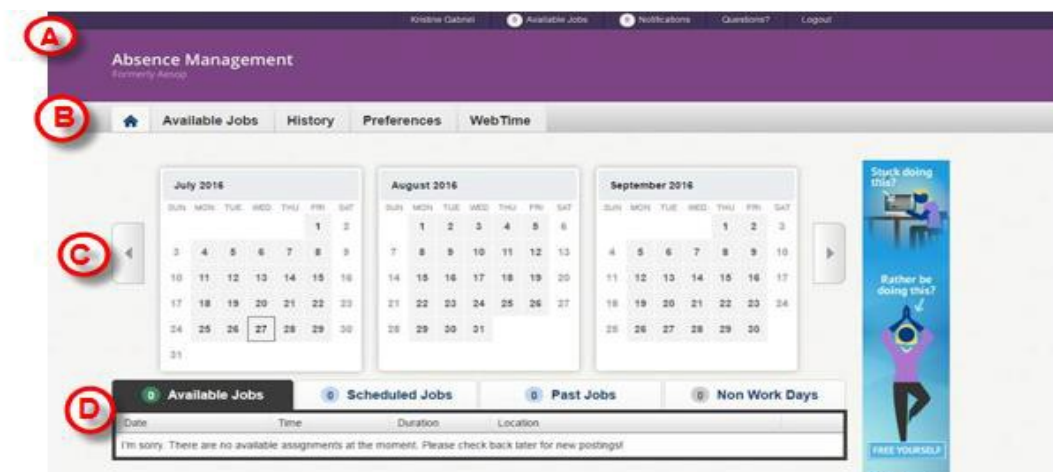 Kristine Gabriel 0 Available Jobs 0 Notifications Questions? Logout
A
Absence Management
Formerly Aesop
B
Available Jobs History Preferences WebTime
July 2016 August 2016 September 2016
SUN MON TUE WED THU FRI SAT SUN MON TUE WED THU FRI SAT SUN MON TUE WED THU FRI SAT
1 2 1 2 3 4 5 6 1 2 3
3 4 5 6 7 8 9 7 8 9 10 11 12 13 4 5 6 7 8 9 10
10 11 12 13 14 15 16 14 15 16 17 18 19 20 11 12 13 14 15 16 17
17 18 19 20 21 22 23 21 22 23 24 25 26 27 18 19 20 21 22 23 24
24 25 26 27 28 29 30 28 29 30 31 25 26 27 28 29 30
31
C
Stuck doing
this?
Rather be
doing this?
FREE YOURSELF
0 Available Jobs 0 Scheduled Jobs 0 Past Jobs 0 Non Work Days
D
Date Time Duration Location
I'm sorry. There are no available assignments at the moment. Please check back later for new postings!